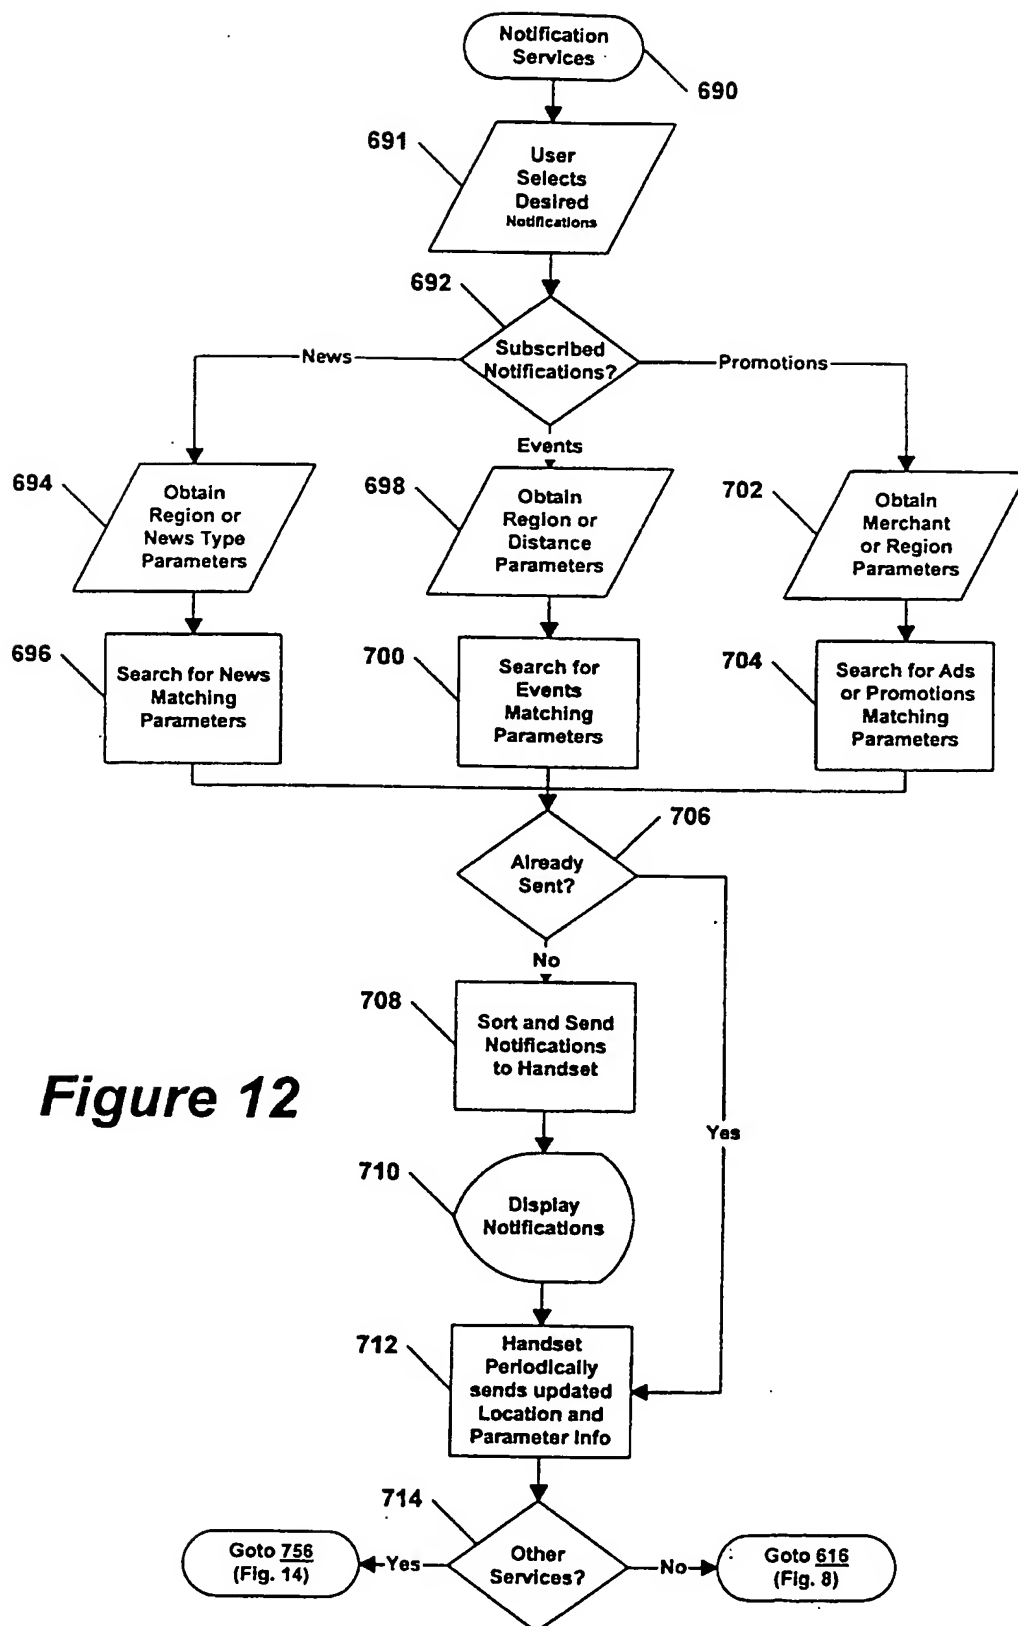 Notification
Services
690
691
User
Selects
Desired
Notifications
692
Subscribed
Notifications?
News
Promotions
Events
694
Obtain
Region or
News Type
Parameters
698
Obtain
Region or
Distance
Parameters
702
Obtain
Merchant
or Region
Parameters
696
Search for News
Matching
Parameters
700
Search for
Events
Matching
Parameters
704
Search for Ads
or Promotions
Matching
Parameters
706
Already
Sent?
No
Yes
708
Sort and Send
Notifications
to Handset
Figure 12
710
Display
Notifications
712
Handset
Periodically
sends updated
Location and
Parameter Info
714
Other
Services?
Yes
No
Goto 756
(Fig. 14)
Goto 616
(Fig. 8)